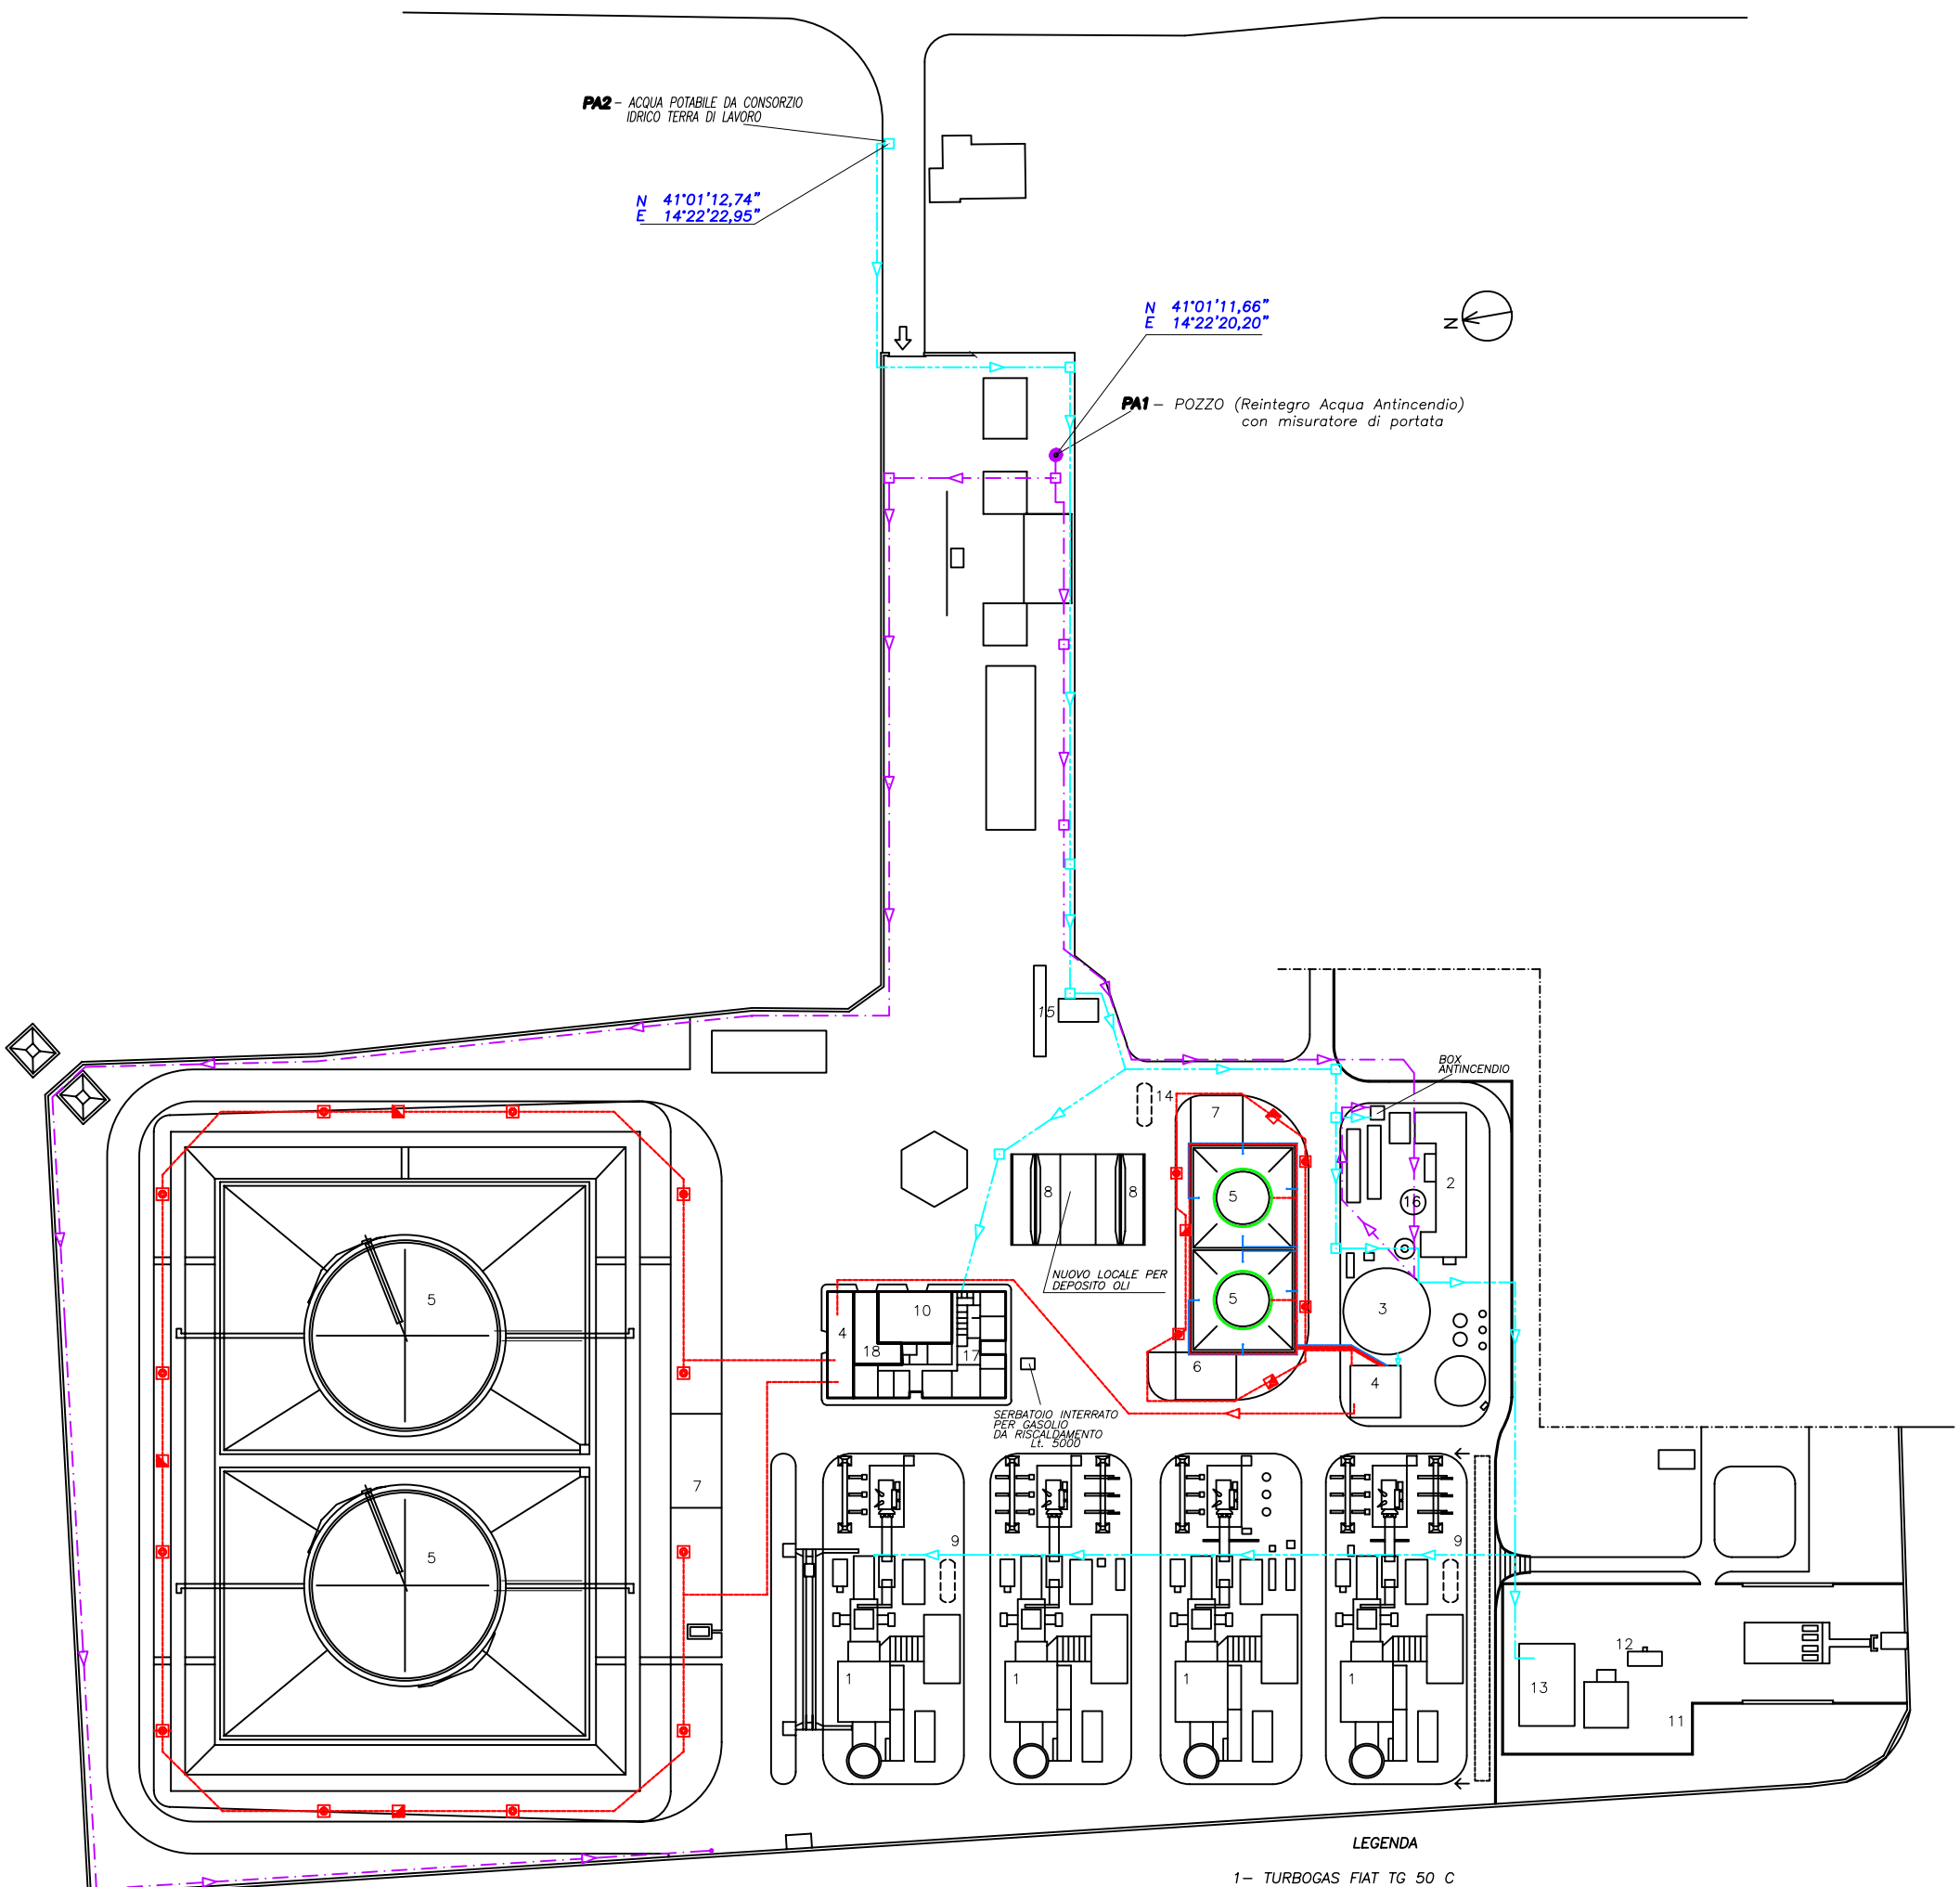 PA2 - ACQUA POTABILE DA CONSORZIO
IDRICO TERRA DI LAVORO
N 41°01'12,74"
E 14°22'22,95"
N 41°01'11,66"
E 14°22'20,20"
N
PA1 - POZZO (Reintegro Acqua Antincendio)
con misuratore di portata
15
BOX
ANTINCENDIO
14
7
2
8
8
5
16
NUOVO LOCALE PER
DEPOSITO OLI
5
5
3
10
4
18
17
6
4
SERBATOIO INTERRATO
PER GASOLIO
DA RISCALDAMENTO
Lt. 5000
7
9
9
5
12
1
1
1
1
13
11
LEGENDA
1- TURBOGAS FIAT TG 50 C